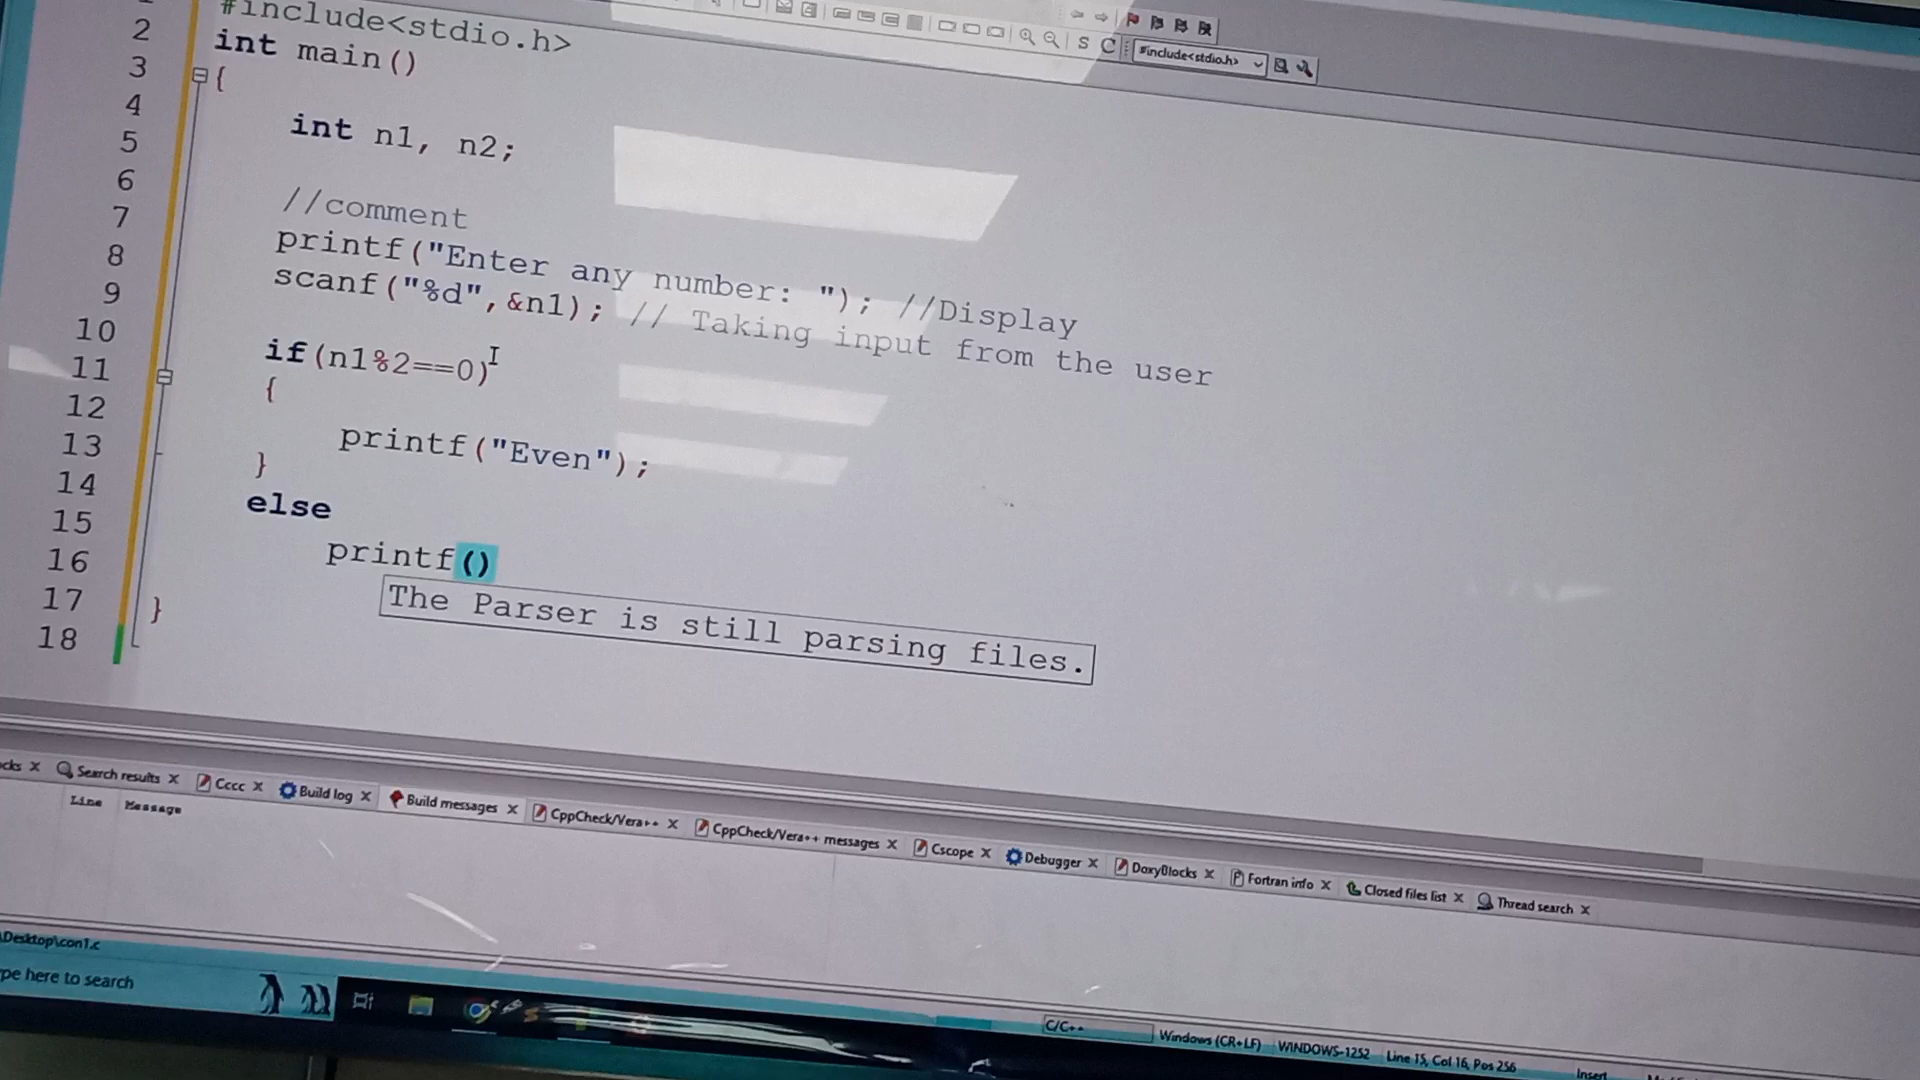 #include<stdio.h>
2 int main()
3 {
4
5 int n1, n2;
6
7 //comment
8 printf("Enter any number: "); //Display
9 scanf("%d",&n1); // Taking input from the user
10
11 if(n1%2==0)
12 {
13 printf("Even");
14 }
15 else
16 printf()
17 }
18
The Parser is still parsing files.
S C #include<stdio.h>
cks X Search results X Cccc X Build log X Build messages X CppCheck/Vera++ X CppCheck/Vera++ messages X Cscope X Debugger X DoxyBlocks X Fortran info X Closed files list X Thread search X
Line Message
\Desktop\con1.c
C/C++ Windows (CR+LF) WINDOWS-1252 Line 15, Col 16, Pos 256 Insert
pe here to search